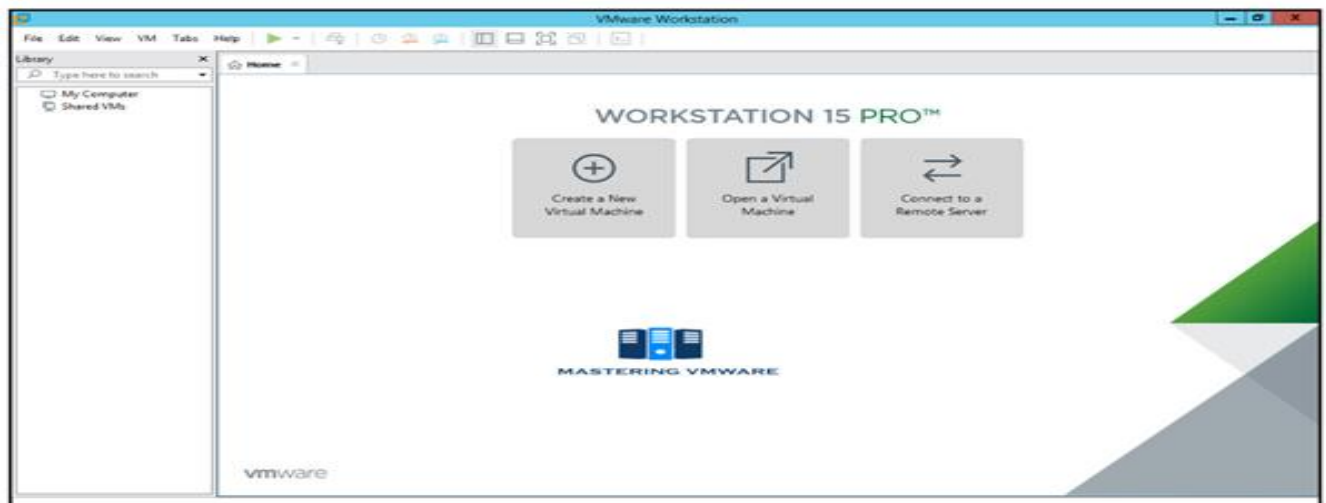 VMware Workstation
File Edit View VM Tabs Help
Library
Type here to search
My Computer
Shared VMs
Home
WORKSTATION 15 PRO™
Create a New
Virtual Machine
Open a Virtual
Machine
Connect to a
Remote Server
MASTERING VMWARE
vmware